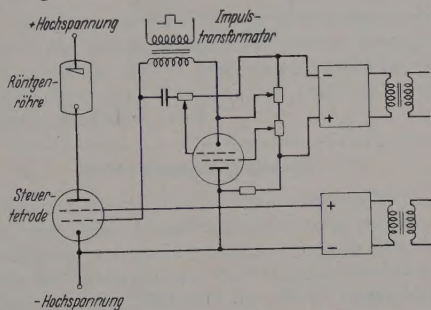 +Hochspannung
Impuls-
transformator
Röntgen-
röhre
Steuer-
tetrode
-Hochspannung
-
+
+
-